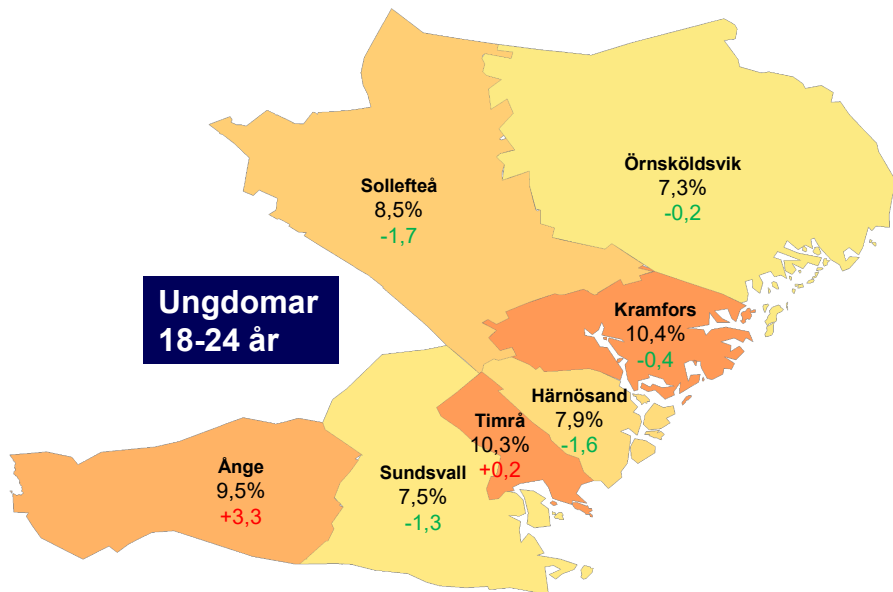 Örnsköldsvik
7,3%
-0,2
Sollefteå
8,5%
-1,7
Ungdomar
18-24 år
Kramfors
10,4%
-0,4
Härnösand
7,9%
-1,6
Timrå
10,3%
+0,2
Ånge
9,5%
+3,3
Sundsvall
7,5%
-1,3